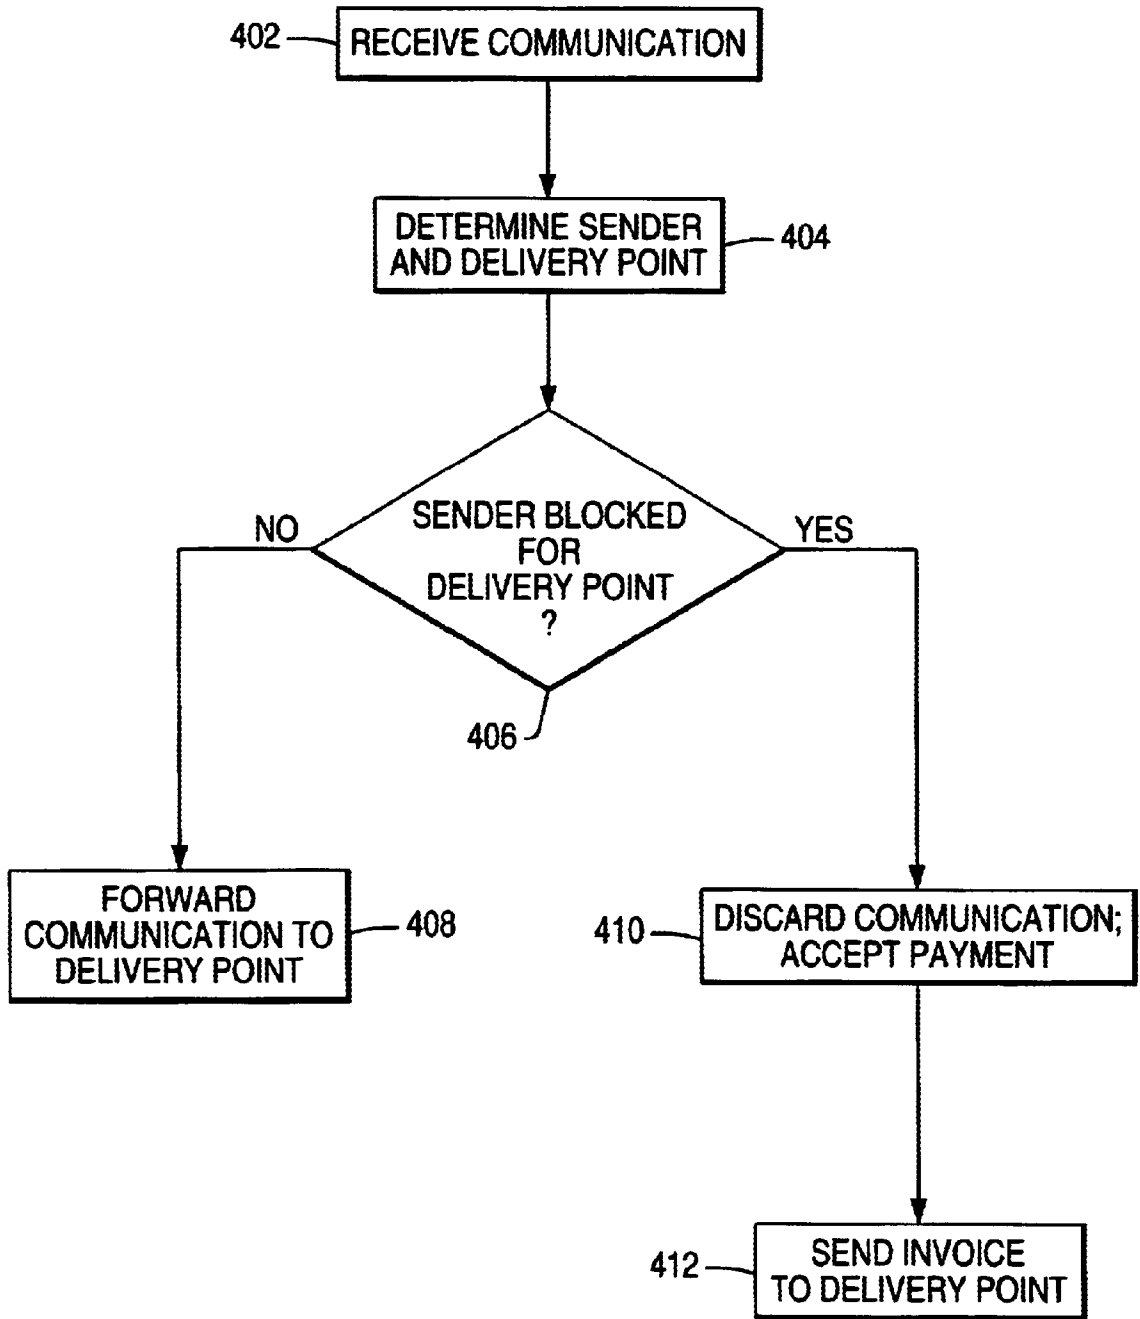 402
RECEIVE COMMUNICATION
DETERMINE SENDER
AND DELIVERY POINT
404
NO
YES
SENDER BLOCKED
FOR
DELIVERY POINT
?
406
FORWARD
COMMUNICATION TO
DELIVERY POINT
408
410
DISCARD COMMUNICATION;
ACCEPT PAYMENT
412
SEND INVOICE
TO DELIVERY POINT